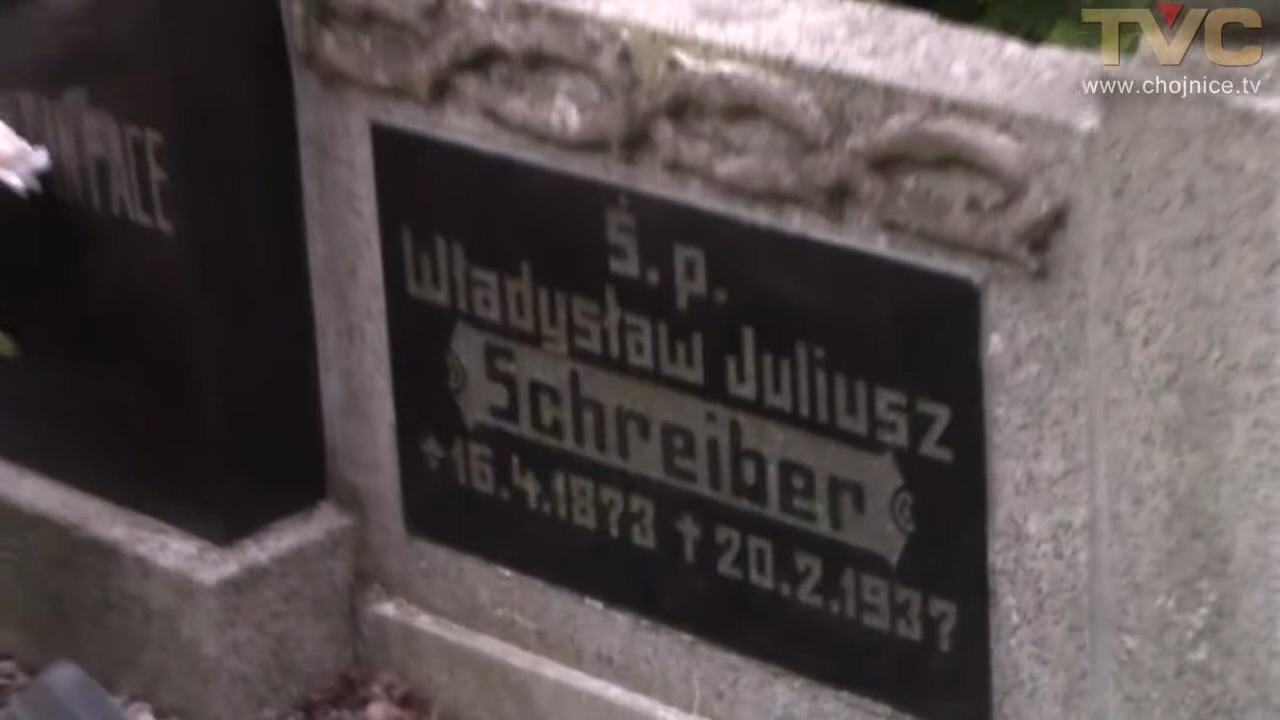 TVC
www.chojnice.tv
Ś. p.
Władysław Juliusz
Schreiber
16.4.1873 † 20.2.1937